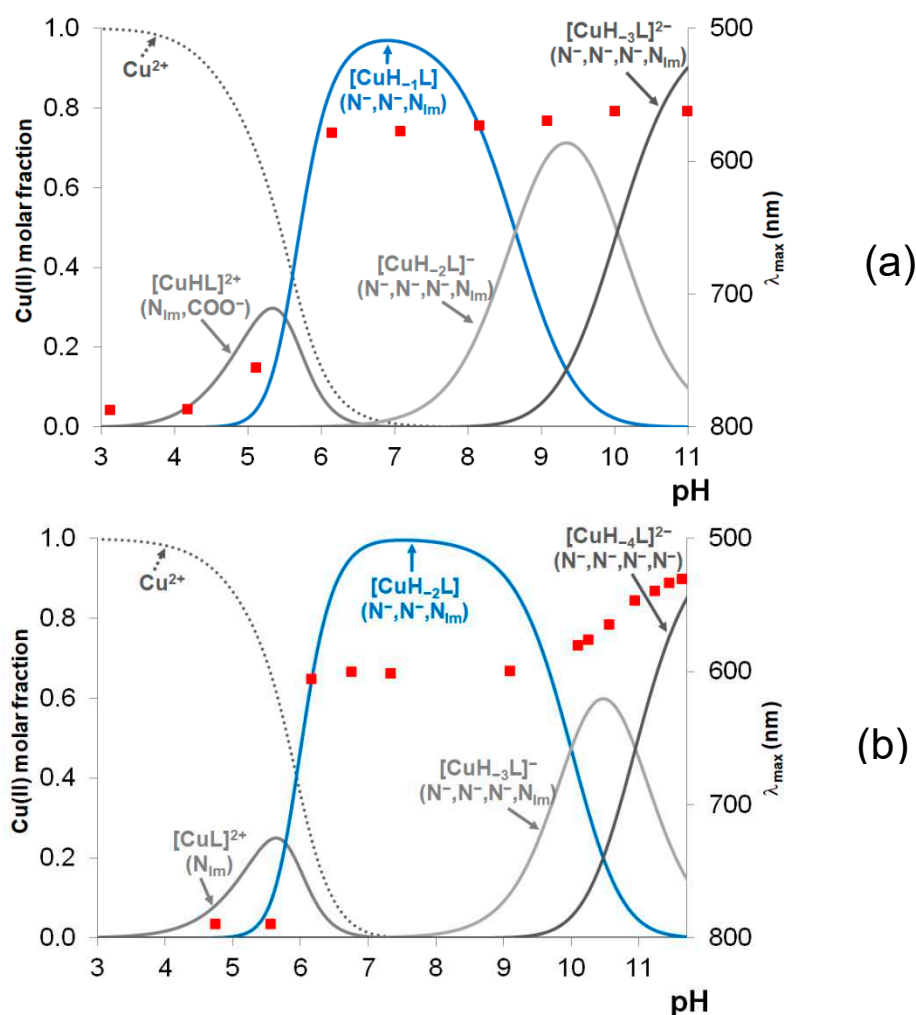 1.0
0.8
0.6
0.4
0.2
0.0
Cu(II) molar fraction
Cu²⁺
[CuHL]²⁺
(N_Im,COO⁻)
[CuH₋₁L]
(N⁻,N⁻,N_Im)
[CuH₋₂L]⁻
(N⁻,N⁻,N⁻,N_Im)
[CuH₋₃L]²⁻
(N⁻,N⁻,N⁻,N_Im)
500
600
700
800
λ_max (nm)
3 4 5 6 7 8 9 10 11
pH
(a)
1.0
0.8
0.6
0.4
0.2
0.0
Cu(II) molar fraction
Cu²⁺
[CuL]²⁺
(N_Im)
[CuH₋₂L]
(N⁻,N⁻,N_Im)
[CuH₋₃L]⁻
(N⁻,N⁻,N⁻,N_Im)
[CuH₋₄L]²⁻
(N⁻,N⁻,N⁻,N⁻)
500
600
700
800
λ_max (nm)
3 4 5 6 7 8 9 10 11
pH
(b)